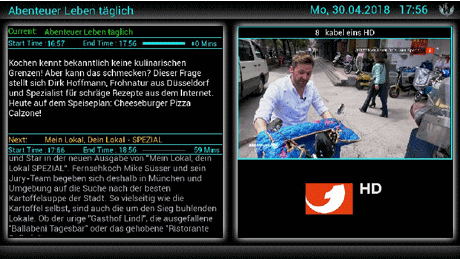 Abenteuer Leben täglich
Mo, 30.04.2018 17:56
Current: Abenteuer Leben täglich
Start Time :16:57 End Time :17:56 +0 Mins
Kochen kennt bekanntlich keine kulinarischen
Grenzen! Aber kann das schmecken? Dieser Frage
stellt sich Dirk Hoffmann, Frohnatur aus Düsseldorf
und Spezialist für schräge Rezepte aus dem Internet.
Heute auf dem Speiseplan: Cheeseburger Pizza
Calzone!
Next: Mein Lokal, Dein Lokal - SPEZIAL
Start Time :17:56 End Time :18:56 59 Mins
und Star in der neuen Ausgabe von "Mein Lokal, dein
Lokal SPEZIAL". Fernsehkoch Mike Süsser und sein
Jury-Team begeben sich deshalb in München und
Umgebung auf die Suche nach der besten
Kartoffelsuppe der Stadt. So vielseitig wie die
Kartoffel selbst, sind auch die um den Sieg buhlenden
Lokale. Ob der urige "Gasthof Lindl", die ausgefallene
"Ballabeni Tagesbar" oder das gehobene "Ristorante
8 kabel eins HD
HD